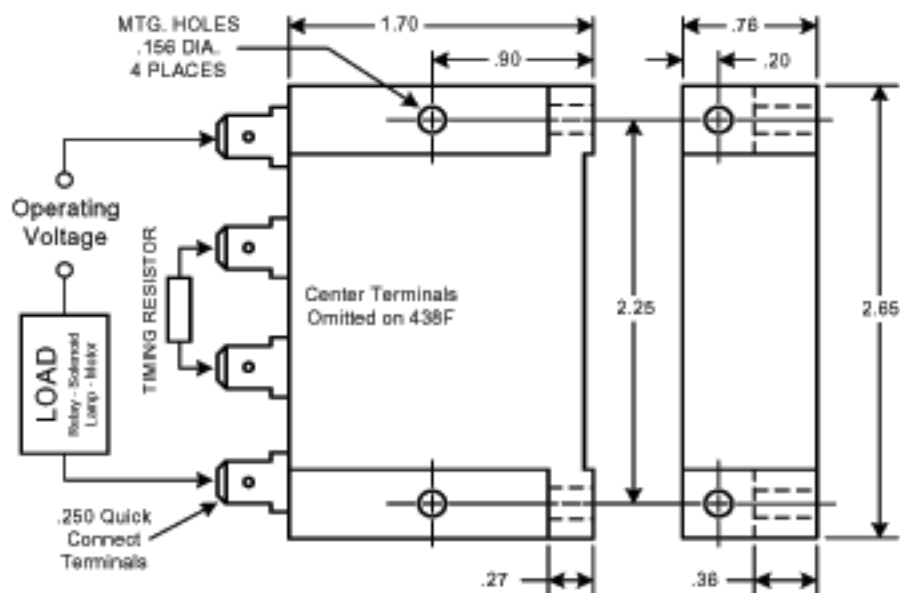 MTG. HOLES
.156 DIA.
4 PLACES
1.70
.90
.76
.20
Operating
Voltage
TIMING RESISTOR
Center Terminals
Omitted on 438F
2.25
2.65
LOAD
Relay - Solenoid
Lamp - Motor
.250 Quick
Connect
Terminals
.27
.36